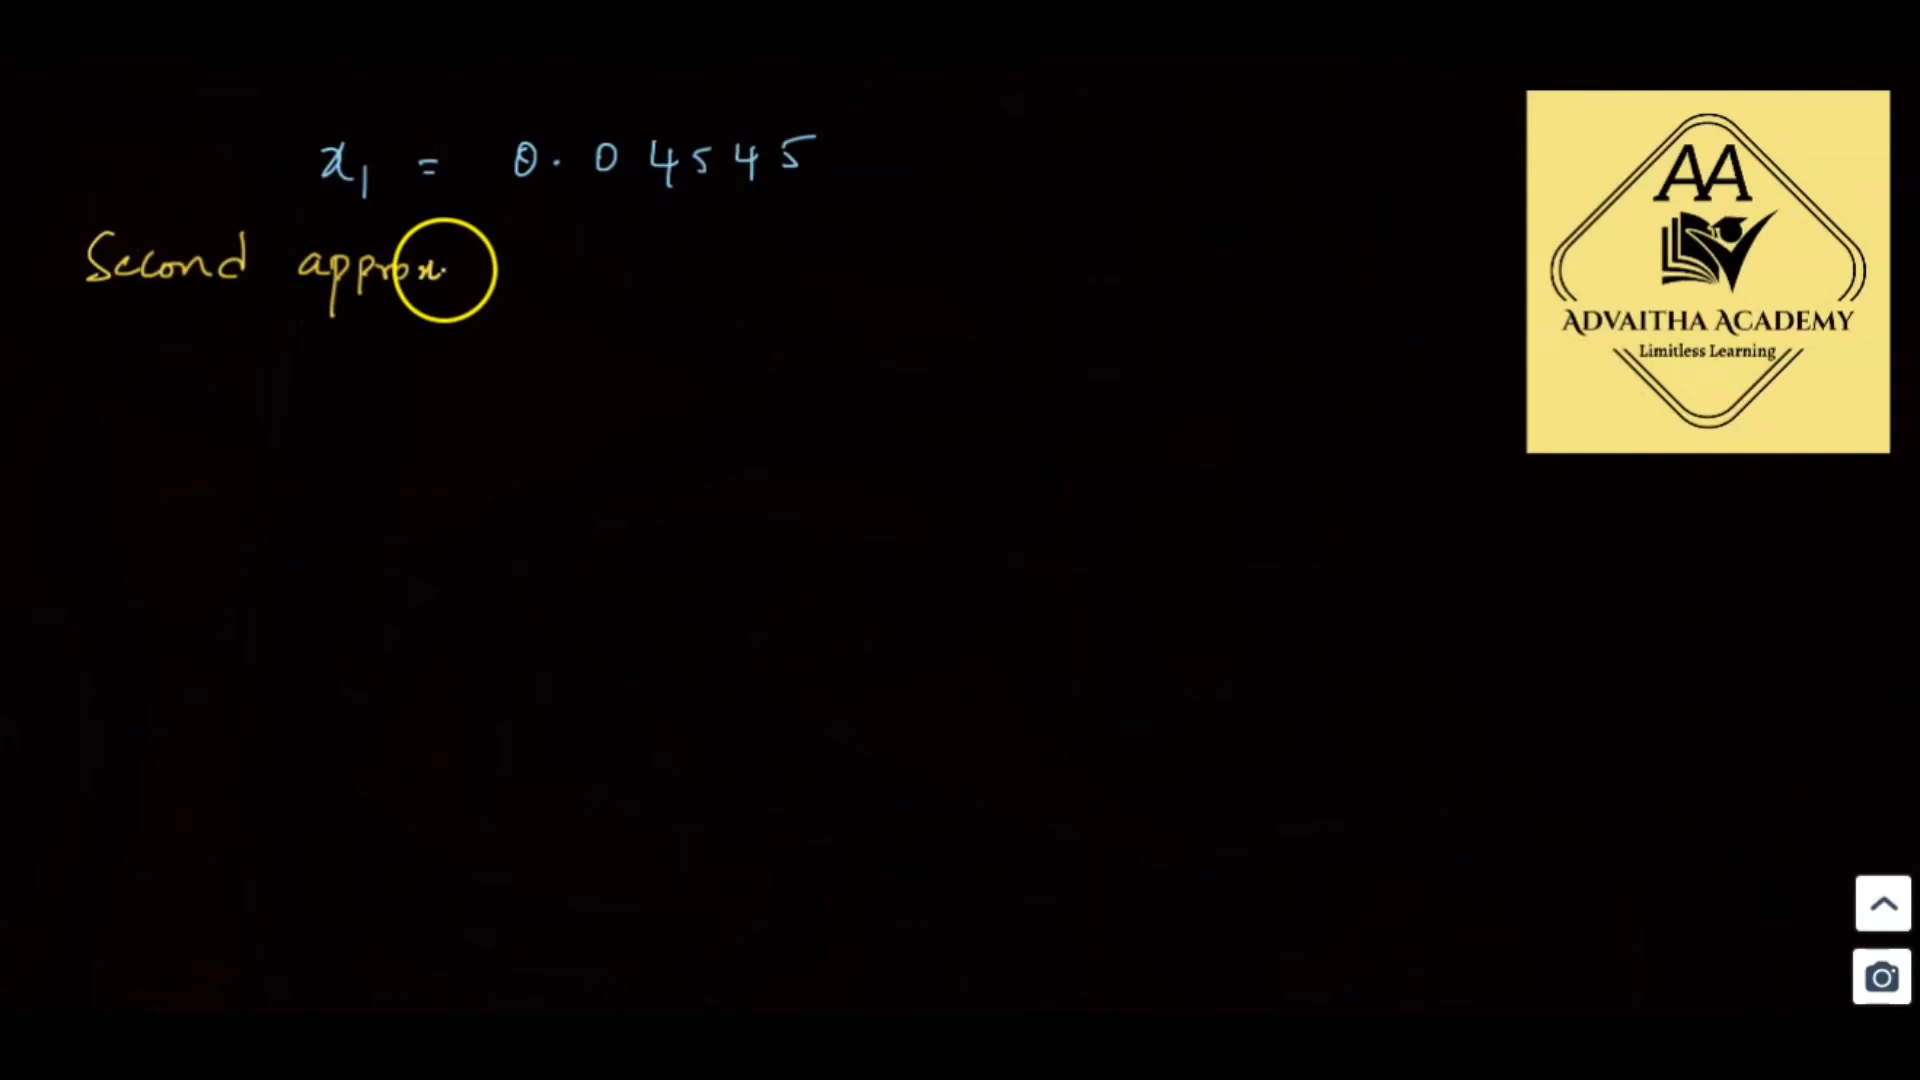 x₁ = 0.04545
Second approx.
AA
ADVAITHA ACADEMY
Limitless Learning